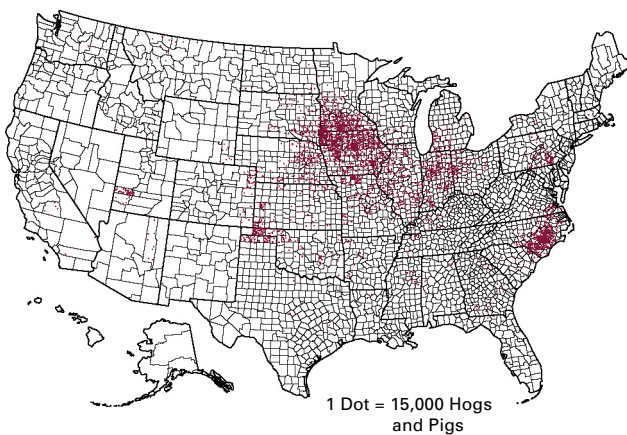 1 Dot = 15,000 Hogs
and Pigs